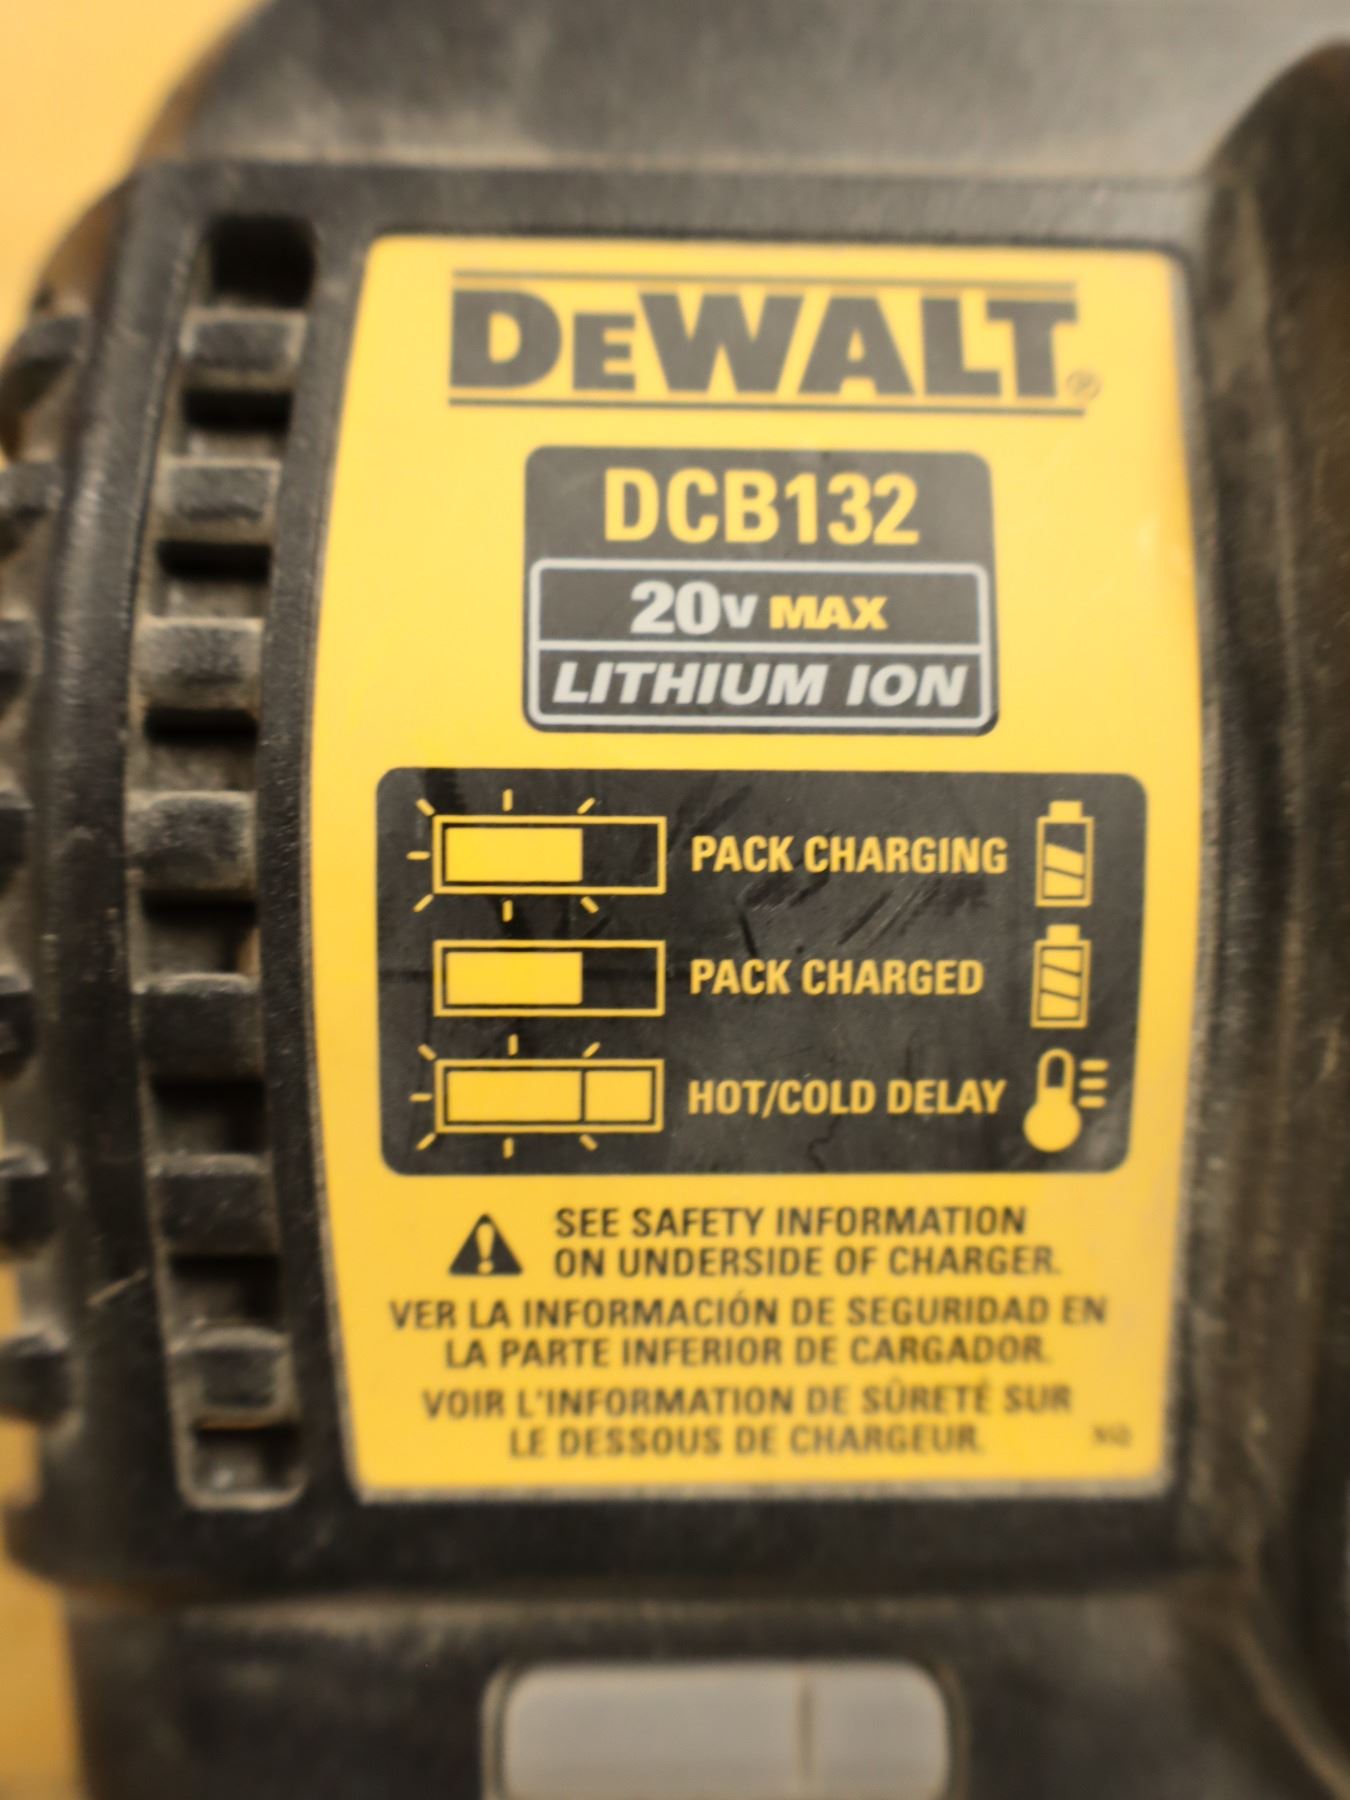 DEWALT®
DCB132
20V MAX
LITHIUM ION
PACK CHARGING
PACK CHARGED
HOT/COLD DELAY
SEE SAFETY INFORMATION
ON UNDERSIDE OF CHARGER.
VER LA INFORMACIÓN DE SEGURIDAD EN
LA PARTE INFERIOR DE CARGADOR.
VOIR L'INFORMATION DE SÛRETÉ SUR
LE DESSOUS DE CHARGEUR.